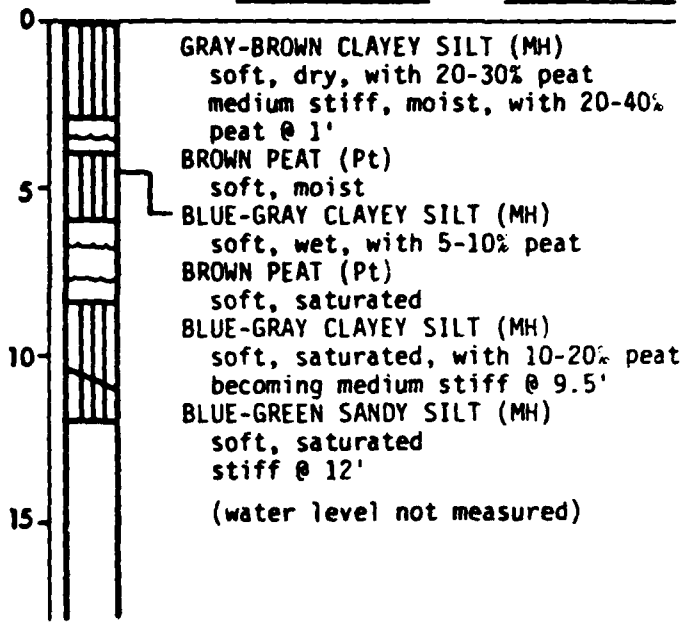 0
GRAY-BROWN CLAYEY SILT (MH)
soft, dry, with 20-30% peat
medium stiff, moist, with 20-40%
peat @ 1'
BROWN PEAT (Pt)
soft, moist
5
BLUE-GRAY CLAYEY SILT (MH)
soft, wet, with 5-10% peat
BROWN PEAT (Pt)
soft, saturated
BLUE-GRAY CLAYEY SILT (MH)
10
soft, saturated, with 10-20% peat
becoming medium stiff @ 9.5'
BLUE-GREEN SANDY SILT (MH)
soft, saturated
stiff @ 12'
15
(water level not measured)